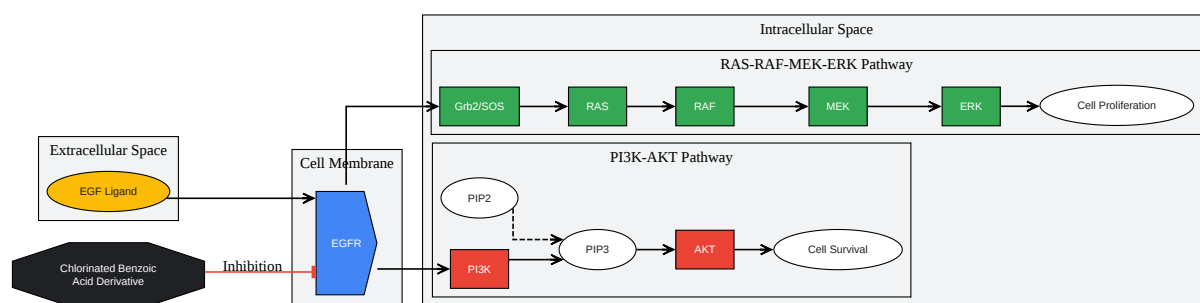 Intracellular Space
RAS-RAF-MEK-ERK Pathway
Grb2/SOS
RAS
RAF
MEK
ERK
Cell Proliferation
Extracellular Space
EGF Ligand
Cell Membrane
EGFR
PI3K-AKT Pathway
PIP2
PIP3
AKT
Cell Survival
PI3K
Chlorinated Benzoic
Acid Derivative
Inhibition